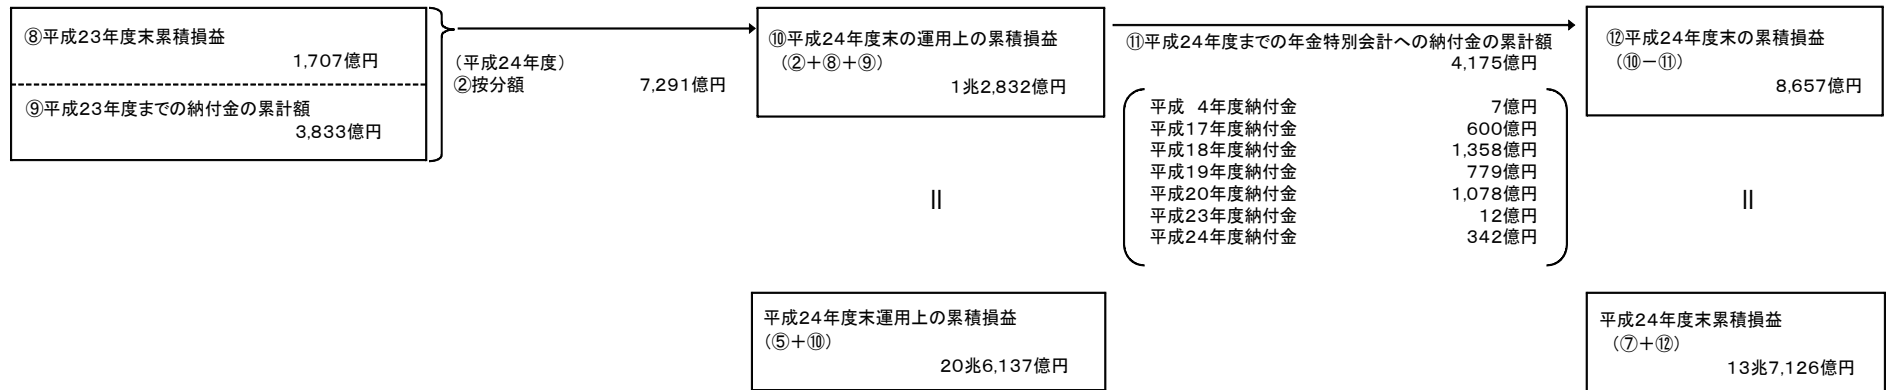 ⑧平成23年度末累積損益
1,707億円
⑨平成23年度までの納付金の累計額
3,833億円
(平成24年度)
②按分額 7,291億円
⑩平成24年度末の運用上の累積損益
(②+⑧+⑨)
1兆2,832億円
⑪平成24年度までの年金特別会計への納付金の累計額
4,175億円
平成 4年度納付金 7億円
平成17年度納付金 600億円
平成18年度納付金 1,358億円
平成19年度納付金 779億円
平成20年度納付金 1,078億円
平成23年度納付金 12億円
平成24年度納付金 342億円
⑫平成24年度末の累積損益
(⑩-⑪)
8,657億円
=
=
平成24年度末運用上の累積損益
(⑤+⑩)
20兆6,137億円
平成24年度末累積損益
(⑦+⑫)
13兆7,126億円